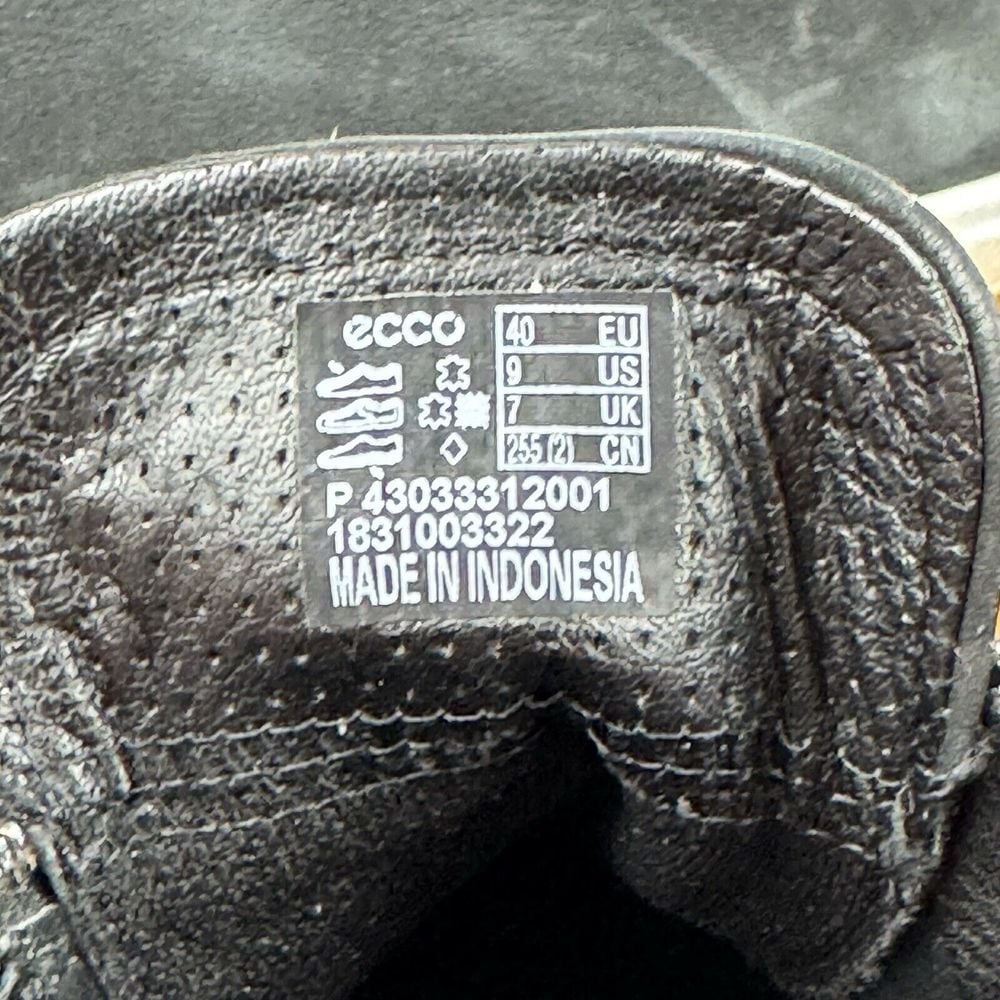 ecco
40 EU
9 US
7 UK
255 (2) CN
P 43033312001
1831003322
MADE IN INDONESIA